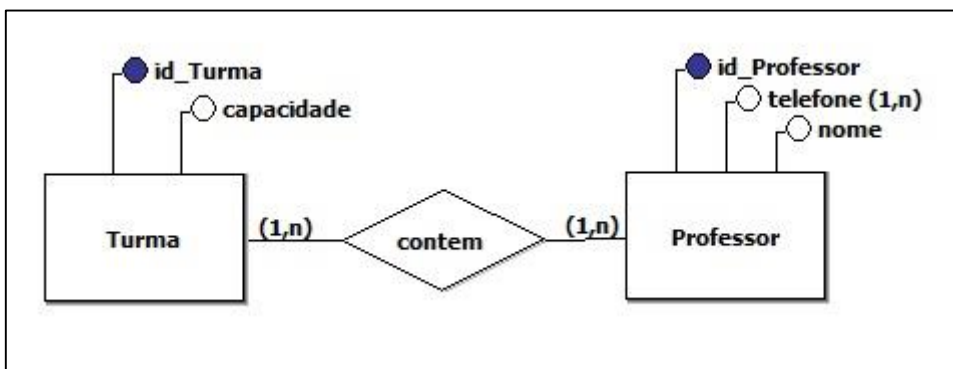 id_Turma
capacidade
id_Professor
telefone (1,n)
nome
Turma
(1,n)
contem
(1,n)
Professor